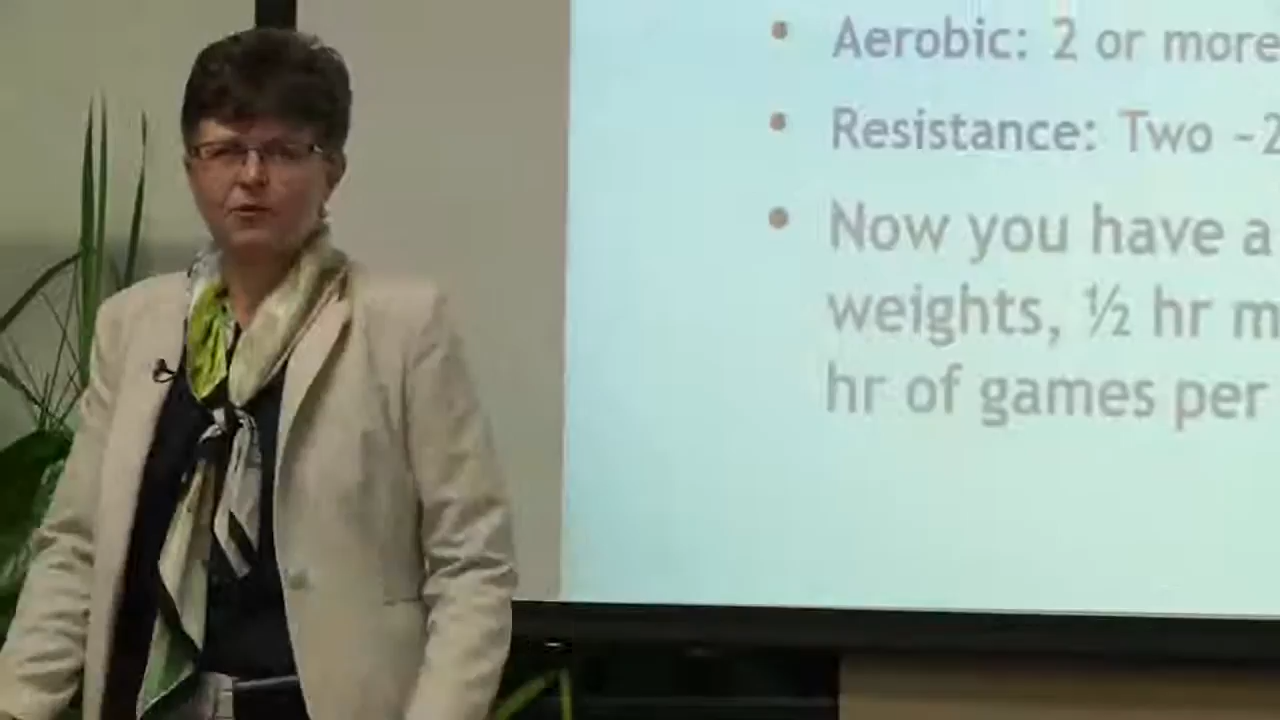 • Aerobic: 2 or more
• Resistance: Two ~2
• Now you have a
weights, ½ hr m
hr of games per